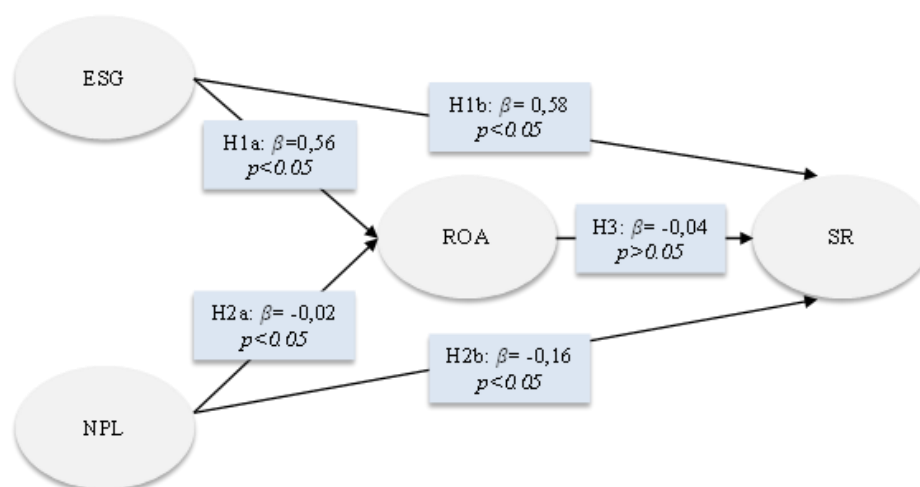 ESG
H1b: β= 0,58
p<0.05
H1a: β=0,56
p<0.05
ROA
H3: β= -0,04
p>0.05
SR
H2a: β= -0,02
p<0.05
H2b: β= -0,16
p<0.05
NPL